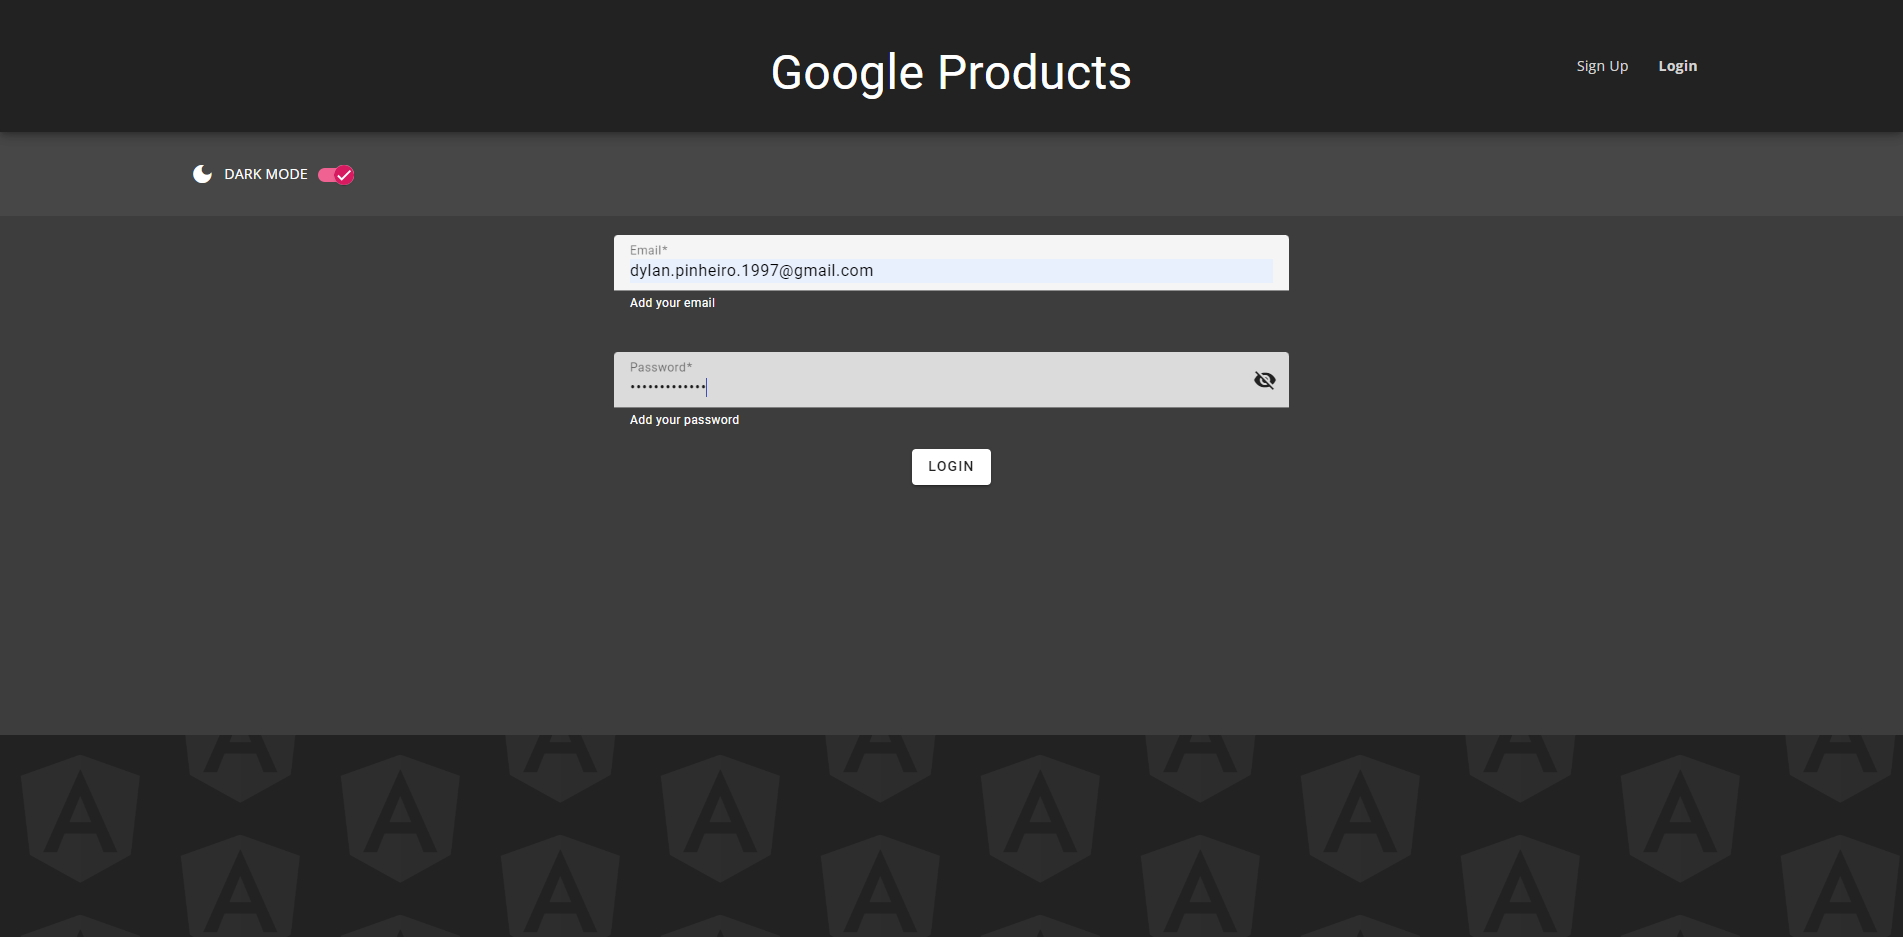 Google Products
Sign Up
Login
DARK MODE
Email*
dylan.pinheiro.1997@gmail.com
Add your email
Password*
•••••••••••••
Add your password
LOGIN